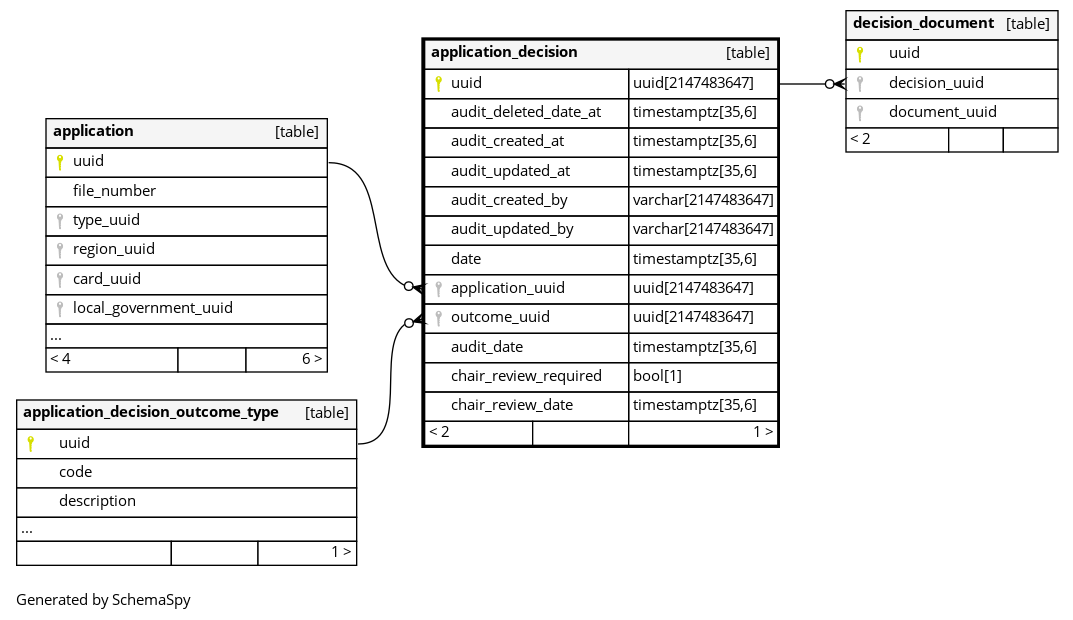 application [table]
uuid
file_number
type_uuid
region_uuid
card_uuid
local_government_uuid
...
< 4 6 >
application_decision_outcome_type [table]
uuid
code
description
...
1 >
application_decision [table]
uuid uuid[2147483647]
audit_deleted_date_at timestamptz[35,6]
audit_created_at timestamptz[35,6]
audit_updated_at timestamptz[35,6]
audit_created_by varchar[2147483647]
audit_updated_by varchar[2147483647]
date timestamptz[35,6]
application_uuid uuid[2147483647]
outcome_uuid uuid[2147483647]
audit_date timestamptz[35,6]
chair_review_required bool[1]
chair_review_date timestamptz[35,6]
< 2 1 >
decision_document [table]
uuid
decision_uuid
document_uuid
< 2
Generated by SchemaSpy